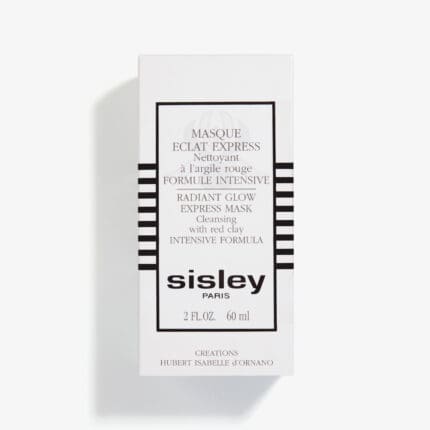 MASQUE
ECLAT EXPRESS
Nettoyant
à l'argile rouge
FORMULE INTENSIVE
RADIANT GLOW
EXPRESS MASK
Cleansing
with red clay
INTENSIVE FORMULA
sisley
PARIS
2 FL.OZ. 60 ml
CREATIONS
HUBERT ISABELLE d'ORNANO